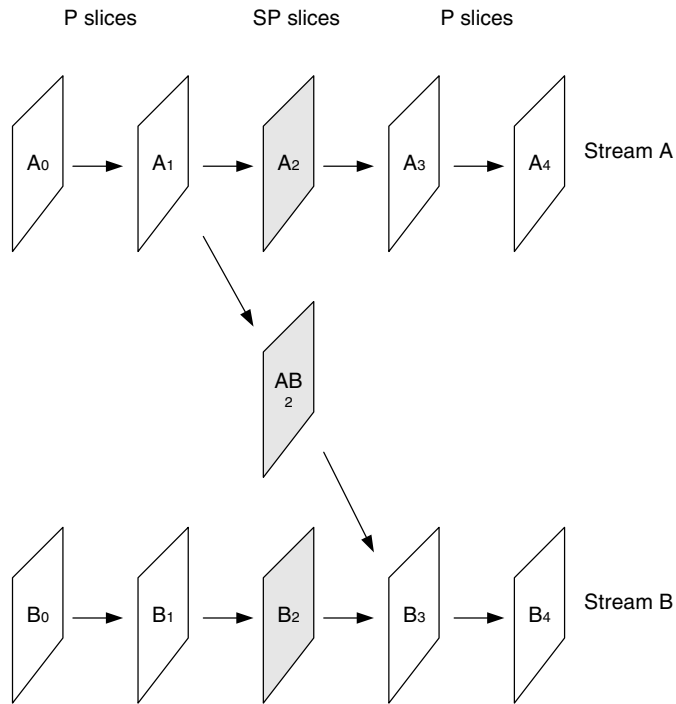 P slices SP slices P slices
A0 A1 A2 A3 A4 Stream A
AB
2
B0 B1 B2 B3 B4 Stream B